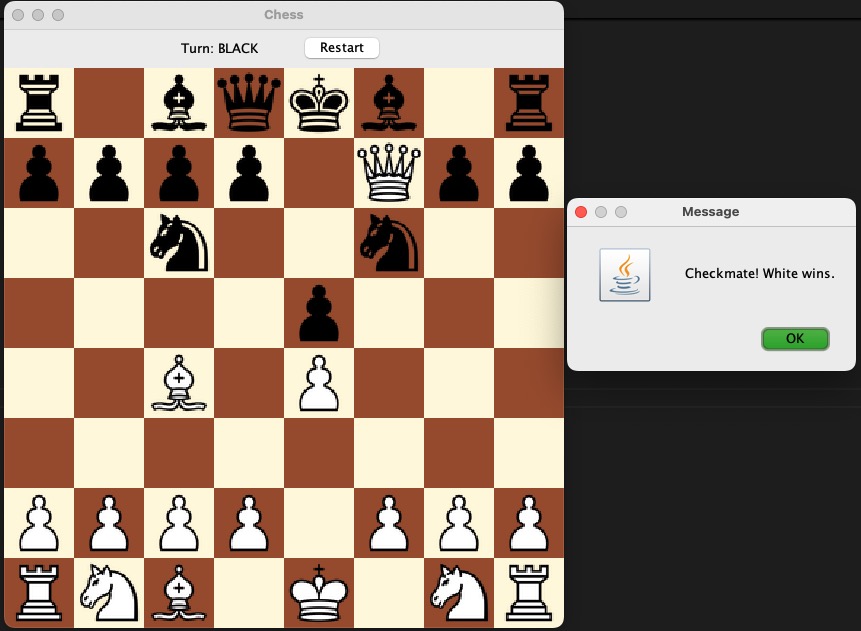 Chess
Turn: BLACK
Restart
Message
Checkmate! White wins.
OK